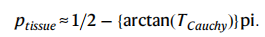 p_tissue ≈ 1/2 − {arctan(T_Cauchy)}pi.